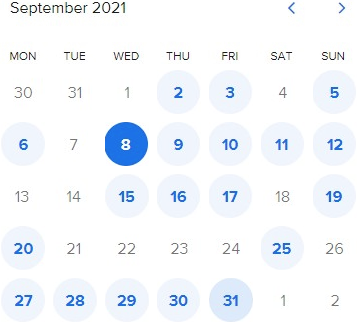 September 2021 < >
MON TUE WED THU FRI SAT SUN
30 31 1 2 3 4 5
6 7 8 9 10 11 12
13 14 15 16 17 18 19
20 21 22 23 24 25 26
27 28 29 30 31 1 2